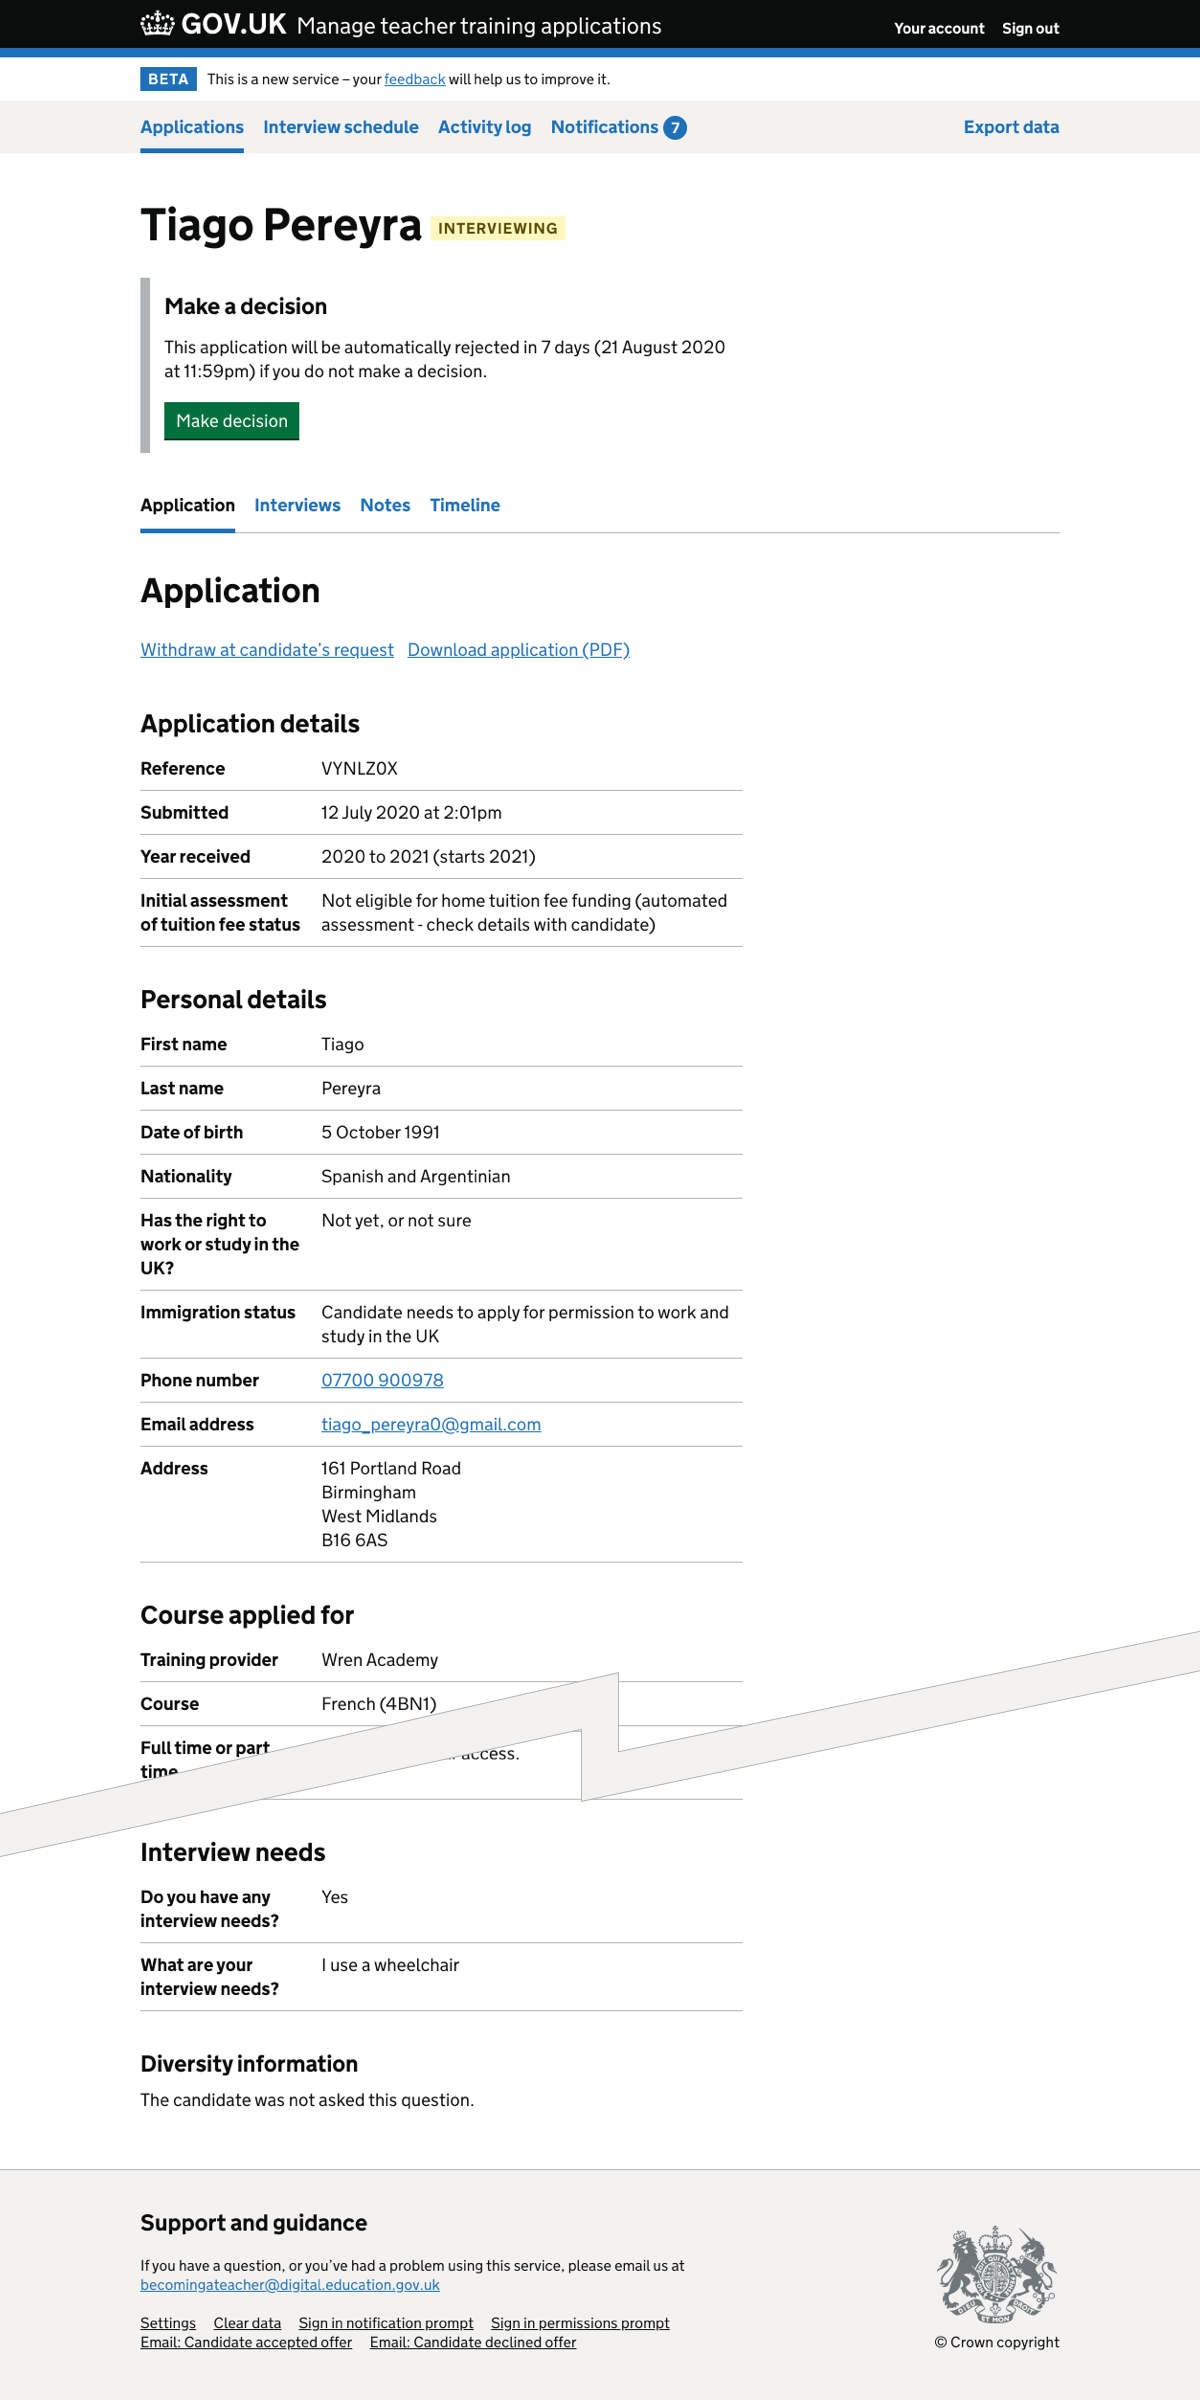 GOV.UK Manage teacher training applications Your account Sign out
BETA This is a new service – your feedback will help us to improve it.
Applications Interview schedule Activity log Notifications 7 Export data
Tiago Pereyra INTERVIEWING
Make a decision
This application will be automatically rejected in 7 days (21 August 2020
at 11:59pm) if you do not make a decision.
Make decision
Application Interviews Notes Timeline
Application
Withdraw at candidate’s request Download application (PDF)
Application details
Reference VYNLZ0X
Submitted 12 July 2020 at 2:01pm
Year received 2020 to 2021 (starts 2021)
Initial assessment Not eligible for home tuition fee funding (automated
of tuition fee status assessment - check details with candidate)
Personal details
First name Tiago
Last name Pereyra
Date of birth 5 October 1991
Nationality Spanish and Argentinian
Has the right to Not yet, or not sure
work or study in the
UK?
Immigration status Candidate needs to apply for permission to work and
study in the UK
Phone number 07700 900978
Email address tiago_pereyra0@gmail.com
Address 161 Portland Road
Birmingham
West Midlands
B16 6AS
Course applied for
Training provider Wren Academy
Course French (4BN1)
Full time or part access.
time
Interview needs
Do you have any Yes
interview needs?
What are your I use a wheelchair
interview needs?
Diversity information
The candidate was not asked this question.
Support and guidance
If you have a question, or you’ve had a problem using this service, please email us at
becomingateacher@digital.education.gov.uk
Settings Clear data Sign in notification prompt Sign in permissions prompt
Email: Candidate accepted offer Email: Candidate declined offer
DIEU ET MON DROIT
© Crown copyright